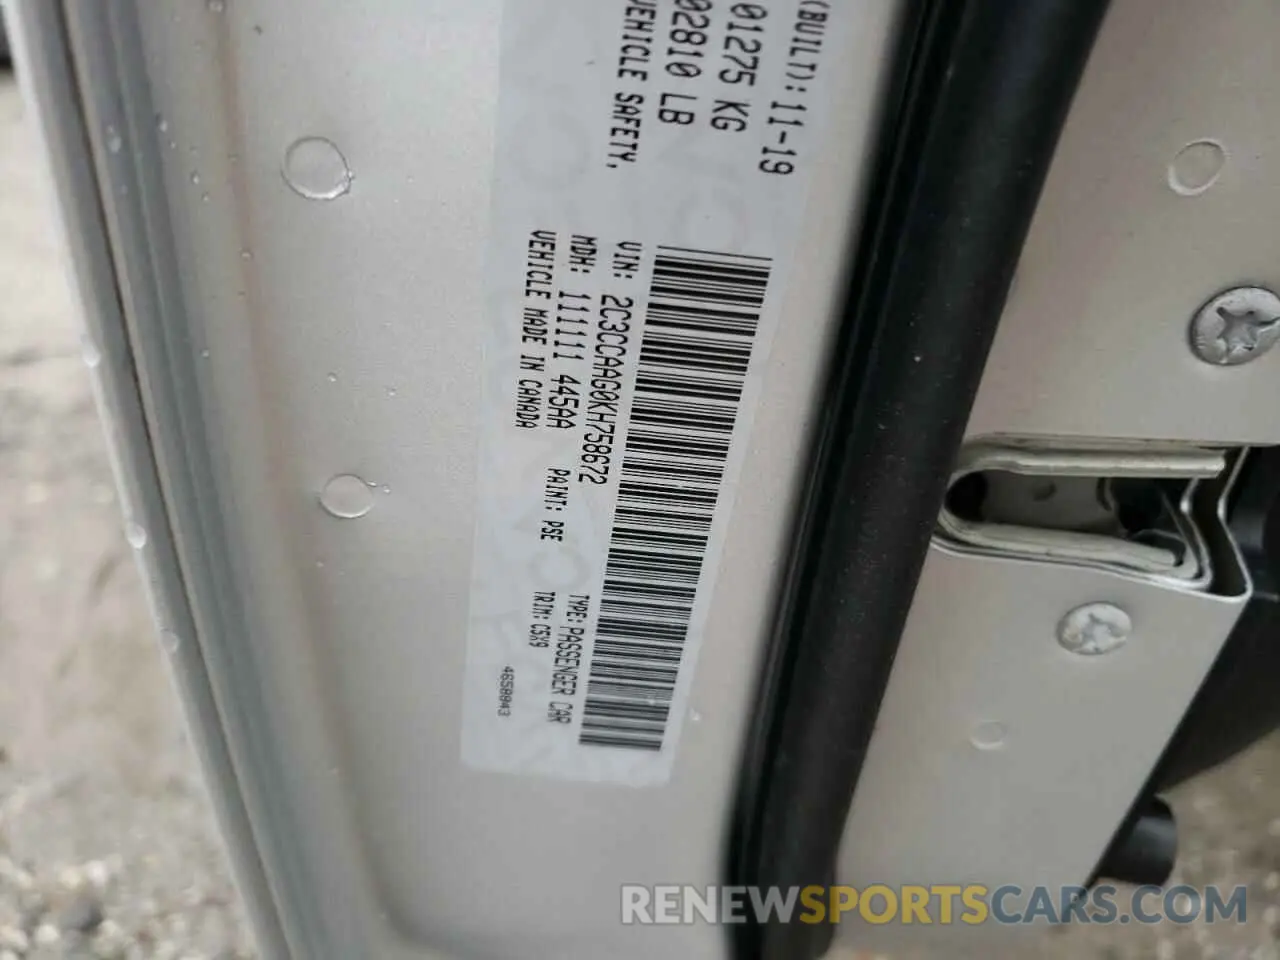 (BUILT): 11-19
01275 KG
02810 LB
VEHICLE SAFETY,
VIN: 2C3CCAAG0KH758672
MDH: 111111 445AA
VEHICLE MADE IN CANADA
PAINT: PSE
TYPE: PASSENGER CAR
TRIM: C5X9
4658843
RENEWSPORTSCARS.COM